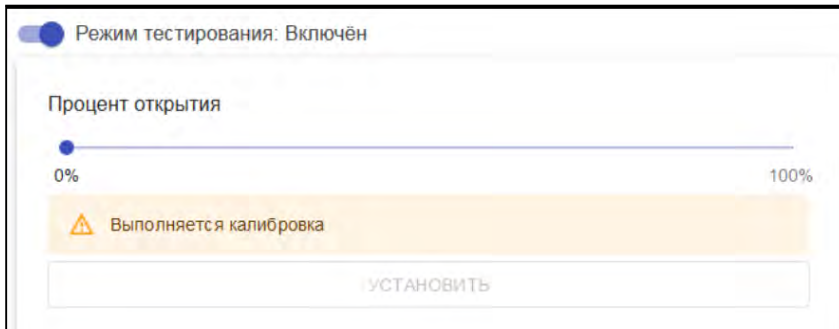 Режим тестирования: Включён
Процент открытия
0% 100%
Выполняется калибровка
УСТАНОВИТЬ